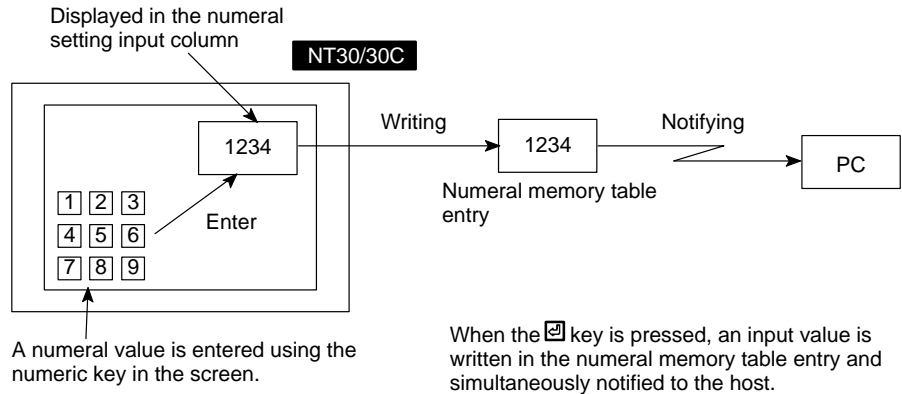 Displayed in the numeral
setting input column
NT30/30C
1234
Writing
1234
Notifying
PC
Numeral memory table
entry
1 2 3
4 5 6
7 8 9
Enter
A numeral value is entered using the
numeric key in the screen.
When the ⏎ key is pressed, an input value is
written in the numeral memory table entry and
simultaneously notified to the host.